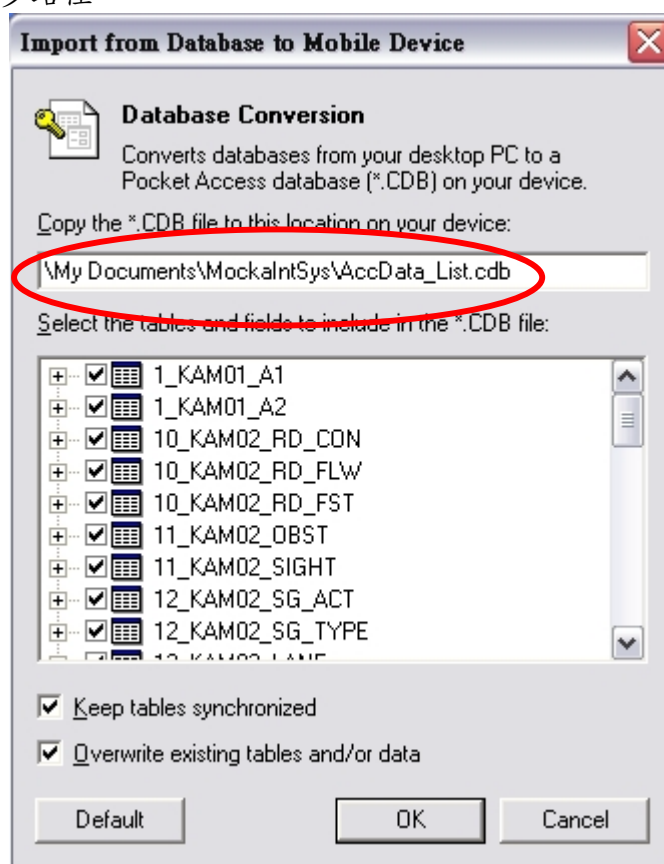 Import from Database to Mobile Device
Database Conversion
Converts databases from your desktop PC to a
Pocket Access database (*.CDB) on your device.
Copy the *.CDB file to this location on your device:
\My Documents\MockaIntSys\AccData_List.cdb
Select the tables and fields to include in the *.CDB file:
1_KAM01_A1
1_KAM01_A2
10_KAM02_RD_CON
10_KAM02_RD_FLW
10_KAM02_RD_FST
11_KAM02_OBST
11_KAM02_SIGHT
12_KAM02_SG_ACT
12_KAM02_SG_TYPE
Keep tables synchronized
Overwrite existing tables and/or data
Default OK Cancel